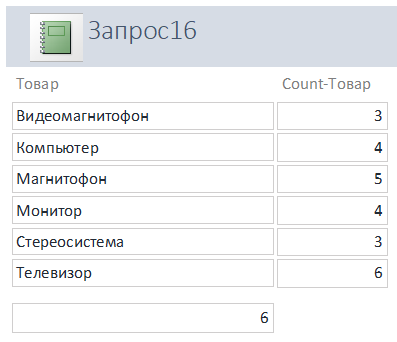 Запрос16
Товар Count-Товар
Видеомагнитофон 3
Компьютер 4
Магнитофон 5
Монитор 4
Стереосистема 3
Телевизор 6
6